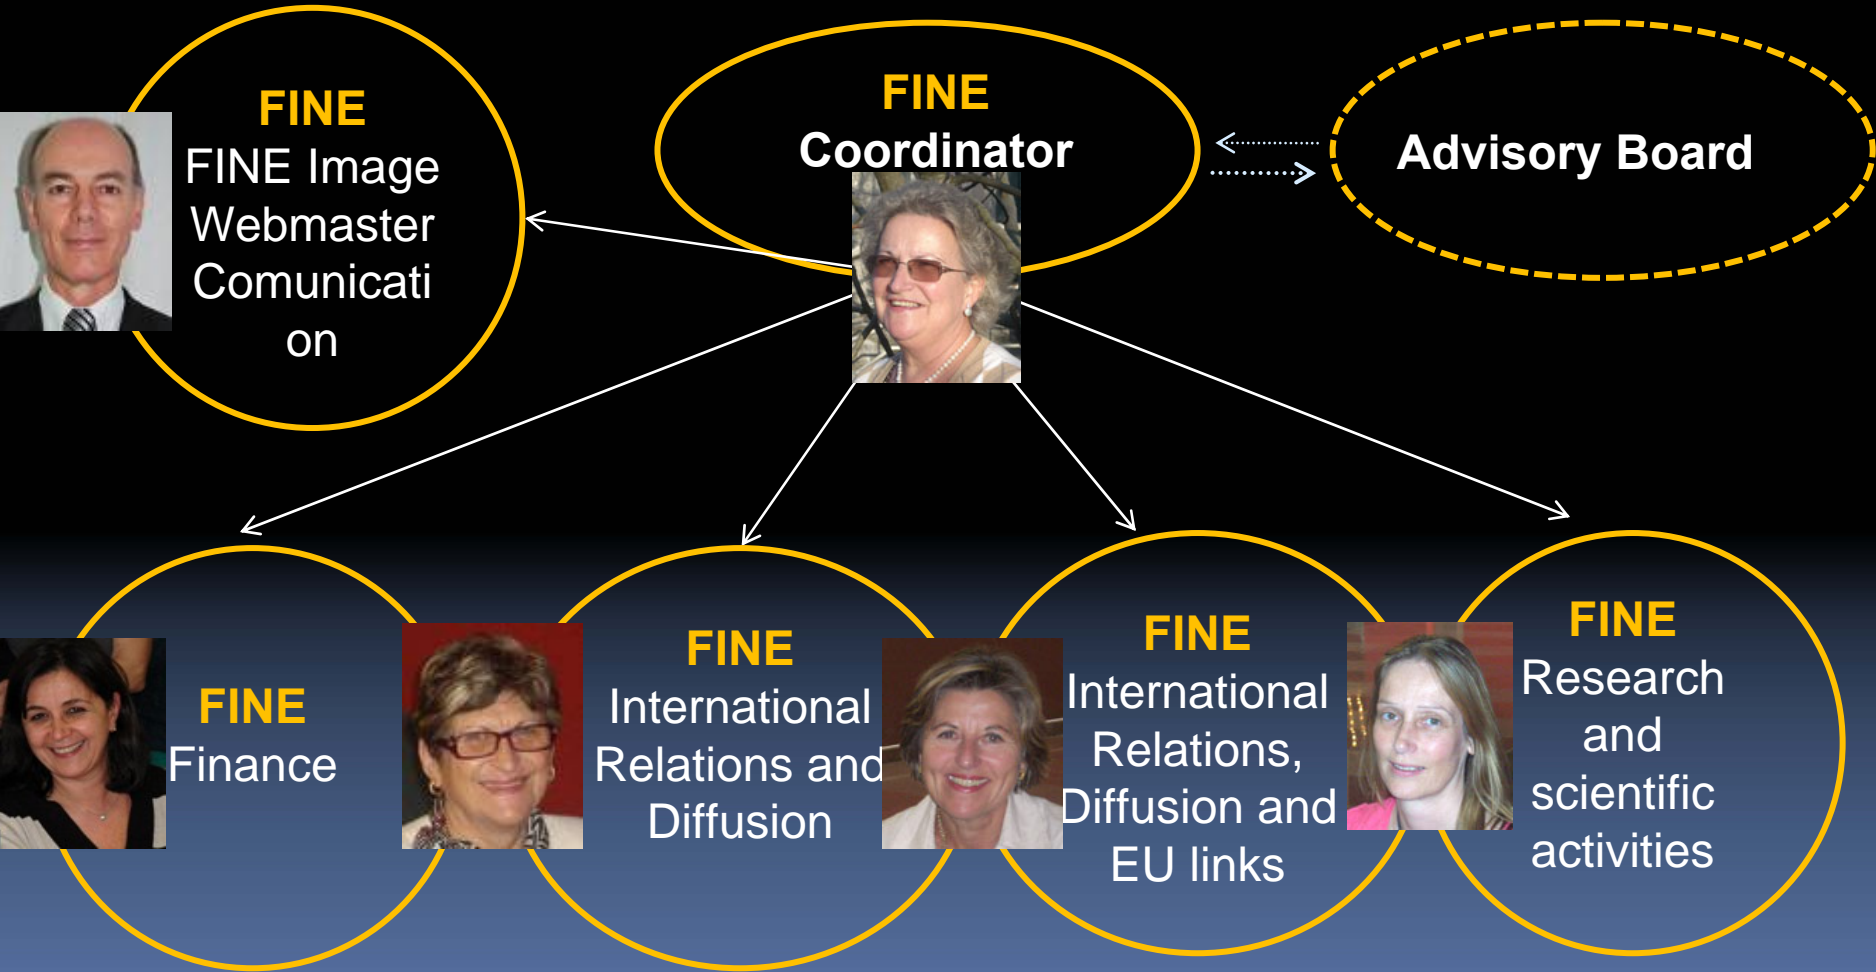 FINE
FINE Image
Webmaster
Comunicati
on
FINE
Coordinator
Advisory Board
FINE
Finance
FINE
International
Relations and
Diffusion
FINE
International
Relations,
Diffusion and
EU links
FINE
Research
and
scientific
activities